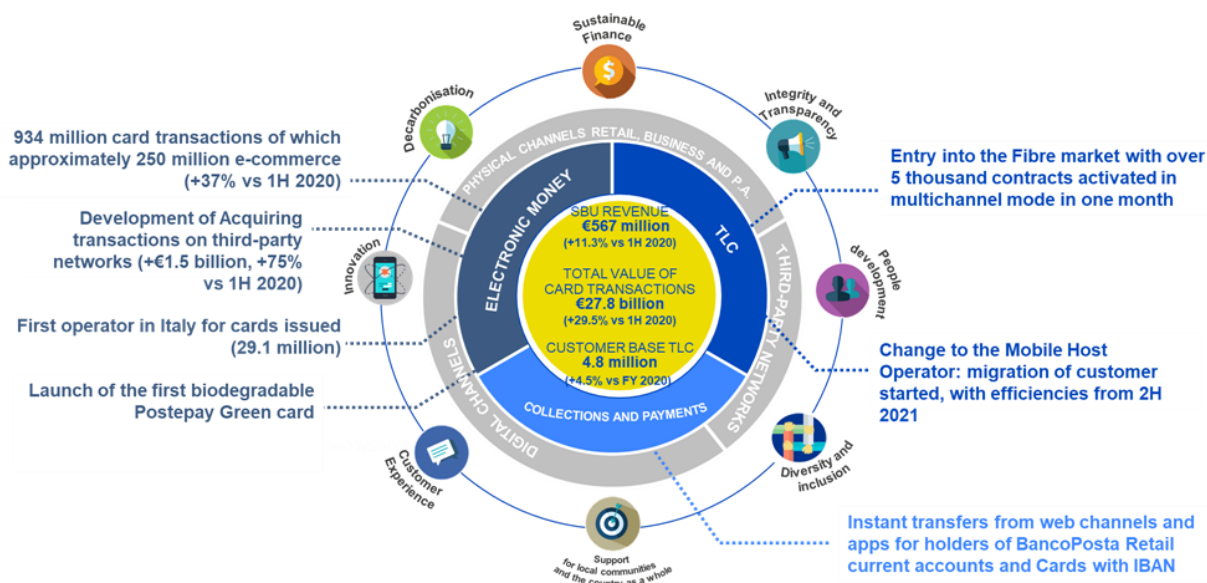 Sustainable
Finance
Decarbonisation
Integrity and
Transparency
934 million card transactions of which
approximately 250 million e-commerce
(+37% vs 1H 2020)
Development of Acquiring
transactions on third-party
networks (+€1.5 billion, +75%
vs 1H 2020)
First operator in Italy for cards issued
(29.1 million)
Launch of the first biodegradable
Postepay Green card
Innovation
Customer
Experience
PHYSICAL CHANNELS RETAIL, BUSINESS AND P.A.
DIGITAL CHANNELS
THIRD-PARTY NETWORKS
ELECTRONIC MONEY
TLC
COLLECTIONS AND PAYMENTS
SBU REVENUE
€567 million
(+11.3% vs 1H 2020)
TOTAL VALUE OF
CARD TRANSACTIONS
€27.8 billion
(+29.5% vs 1H 2020)
CUSTOMER BASE TLC
4.8 million
(+4.5% vs FY 2020)
Entry into the Fibre market with over
5 thousand contracts activated in
multichannel mode in one month
People
development
Change to the Mobile Host
Operator: migration of customer
started, with efficiencies from 2H
2021
Diversity and
inclusion
Support
for local communities
and the country as a whole
Instant transfers from web channels and
apps for holders of BancoPosta Retail
current accounts and Cards with IBAN